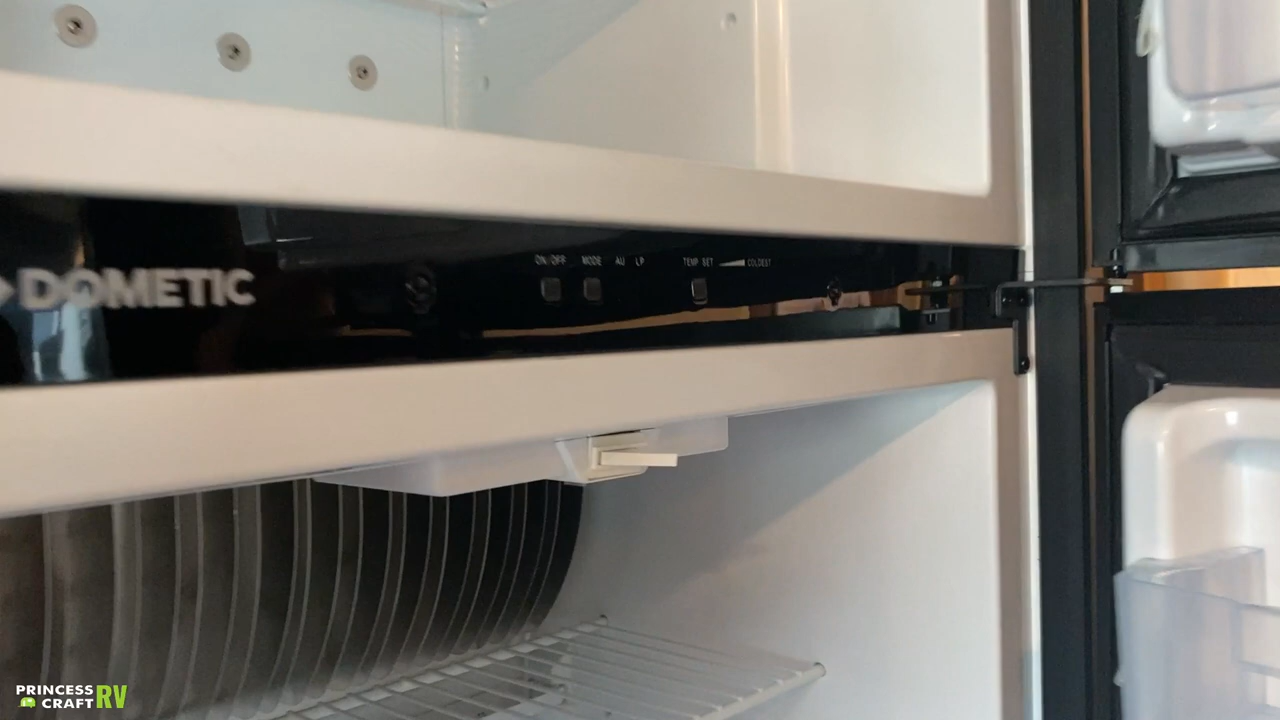 DOMETIC
ON/OFF MODE AU LP TEMP SET COLDEST
PRINCESS
CRAFT RV